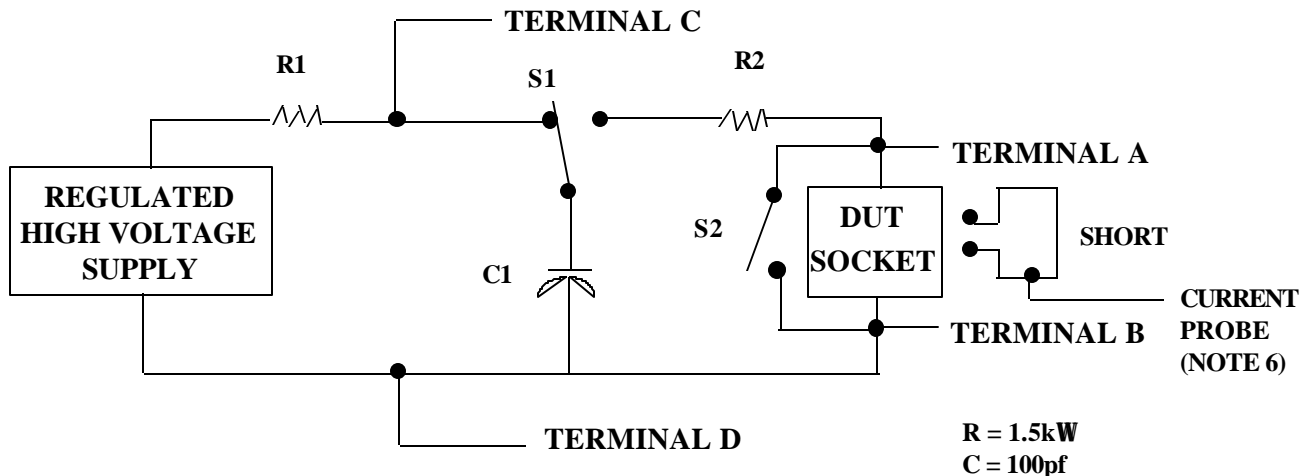 TERMINAL C
R1
S1
R2
TERMINAL A
REGULATED
HIGH VOLTAGE
SUPPLY
DUT
SOCKET
S2
SHORT
C1
CURRENT
PROBE
(NOTE 6)
TERMINAL B
TERMINAL D
R = 1.5kW
C = 100pf